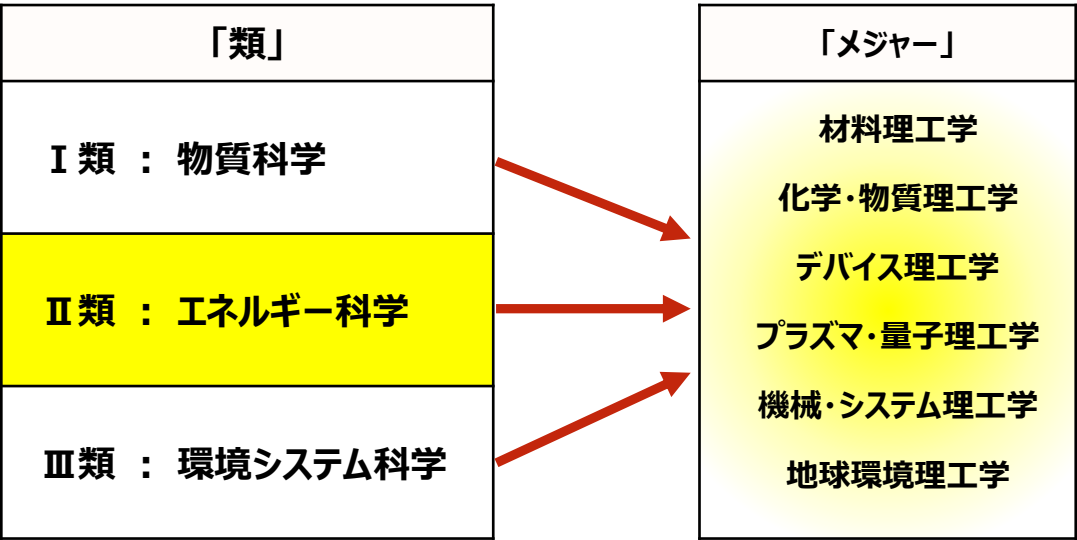 「類」
Ⅰ類 : 物質科学
Ⅱ類 : エネルギー科学
Ⅲ類 : 環境システム科学
「メジャー」
材料理工学
化学・物質理工学
デバイス理工学
プラズマ・量子理工学
機械・システム理工学
地球環境理工学